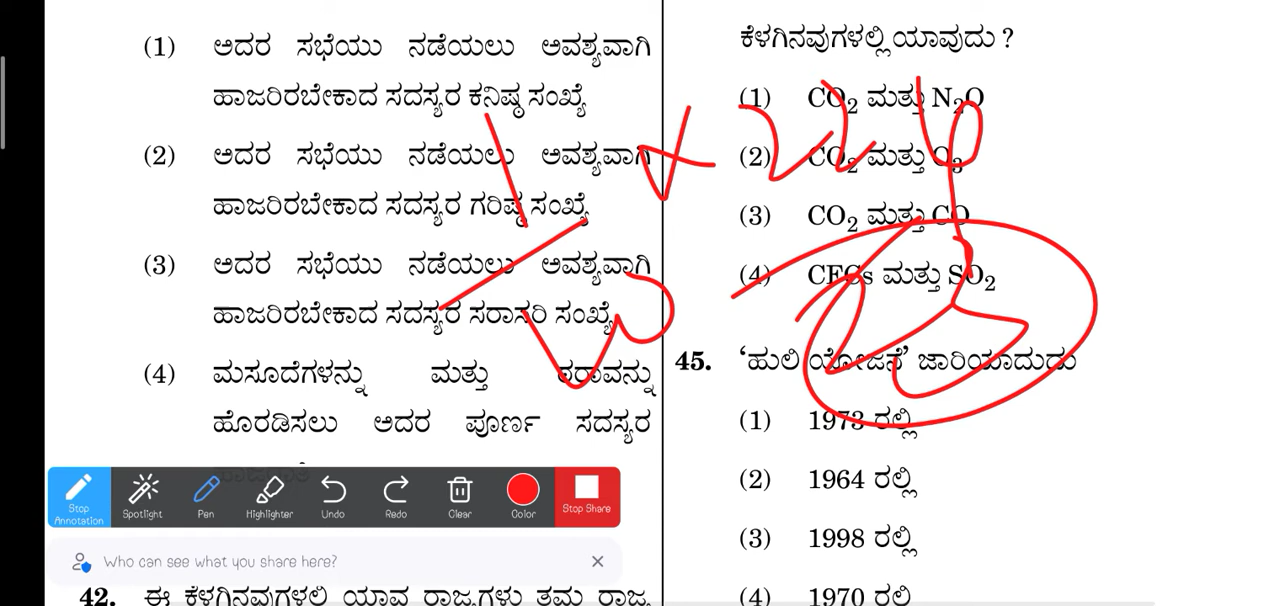 (1) ಅದರ ಸಭೆಯು ನಡೆಯಲು ಅವಶ್ಯವಾಗಿ
ಹಾಜರಿರಬೇಕಾದ ಸದಸ್ಯರ ಕನಿಷ್ಠ ಸಂಖ್ಯೆ
(2) ಅದರ ಸಭೆಯು ನಡೆಯಲು ಅವಶ್ಯವಾಗಿ
ಹಾಜರಿರಬೇಕಾದ ಸದಸ್ಯರ ಗರಿಷ್ಠ ಸಂಖ್ಯೆ
(3) ಅದರ ಸಭೆಯು ನಡೆಯಲು ಅವಶ್ಯವಾಗಿ
ಹಾಜರಿರಬೇಕಾದ ಸದಸ್ಯರ ಸರಾಸರಿ ಸಂಖ್ಯೆ
(4) ಮಸೂದೆಗಳನ್ನು ಮತ್ತು ಠರಾವನ್ನು
ಹೊರಡಿಸಲು ಅದರ ಪೂರ್ಣ ಸದಸ್ಯರ
Stop Annotation
Spotlight
Pen
Highlighter
Undo
Redo
Clear
Color
Stop Share
Who can see what you share here?
42. ಈ ಕೆಳಗಿನವುಗಳಲ್ಲಿ ಯಾವ ರಾಜ್ಯಗಳು ತಮ್ಮ ರಾಜ್ಯ
ಕೆಳಗಿನವುಗಳಲ್ಲಿ ಯಾವುದು ?
(1) CO₂ ಮತ್ತು N₂O
(2) CO₂ ಮತ್ತು O₃
(3) CO₂ ಮತ್ತು CO
(4) CFCs ಮತ್ತು SO₂
45. 'ಹುಲಿ ಯೋಜನೆ' ಜಾರಿಯಾದುದು
(1) 1973 ರಲ್ಲಿ
(2) 1964 ರಲ್ಲಿ
(3) 1998 ರಲ್ಲಿ
(4) 1970 ರಲ್ಲಿ